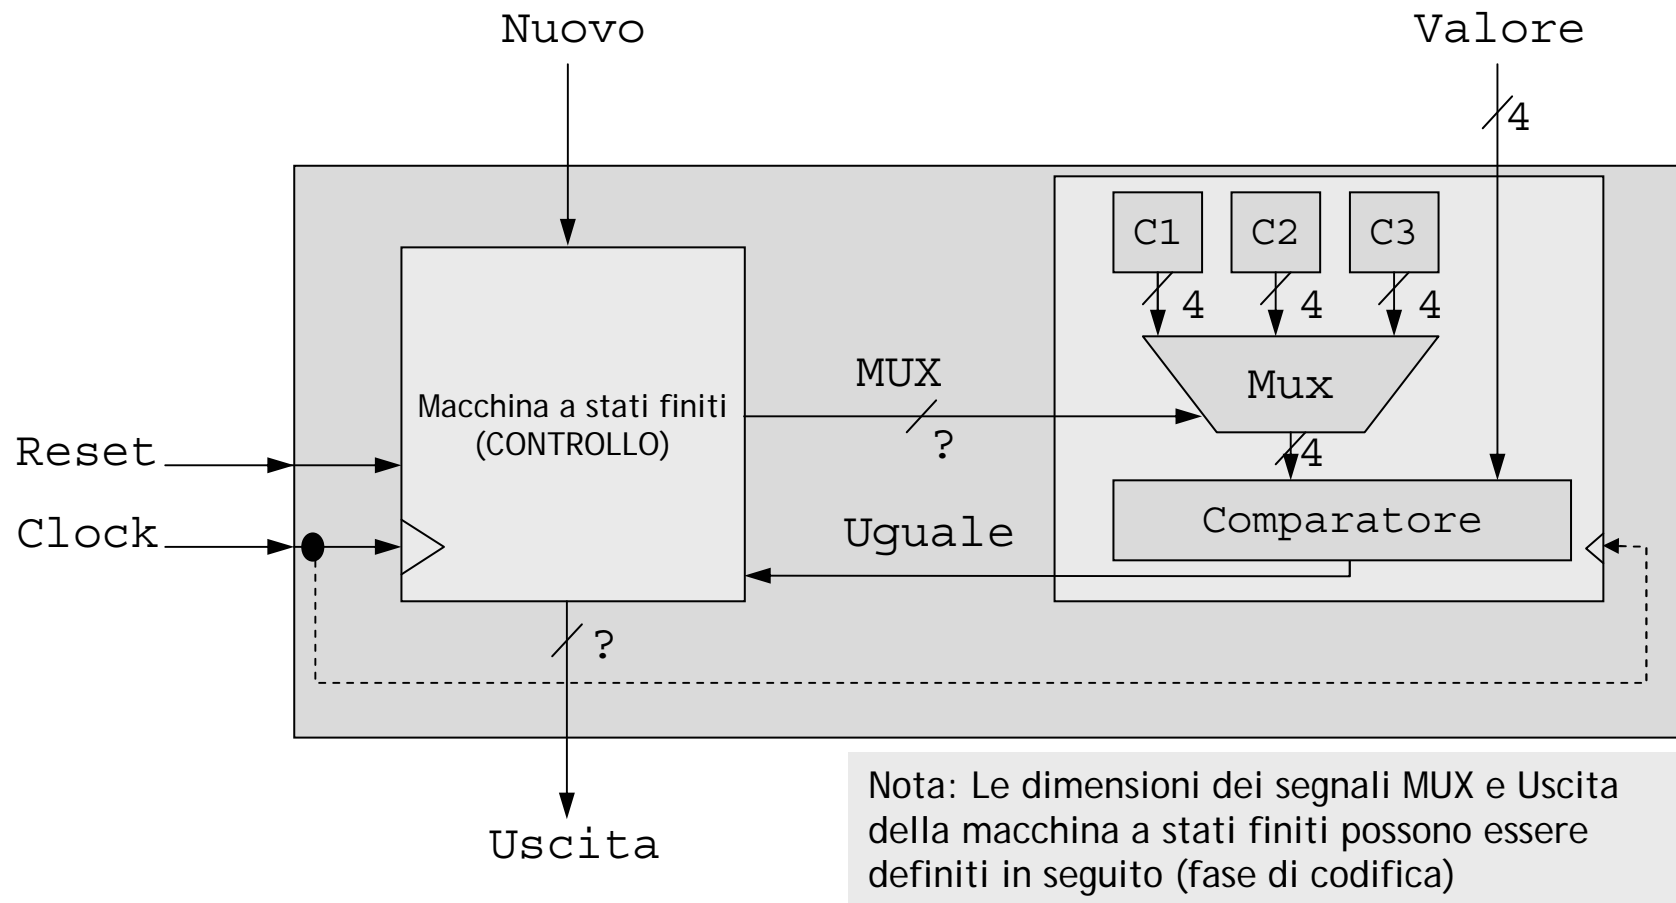 Nuovo
Valore
4
C1
C2
C3
4
4
4
MUX
Mux
Macchina a stati finiti
(CONTROLLO)
?
4
Reset
Clock
Uguale
Comparatore
?
Uscita
Nota: Le dimensioni dei segnali MUX e Uscita
della macchina a stati finiti possono essere
definiti in seguito (fase di codifica)